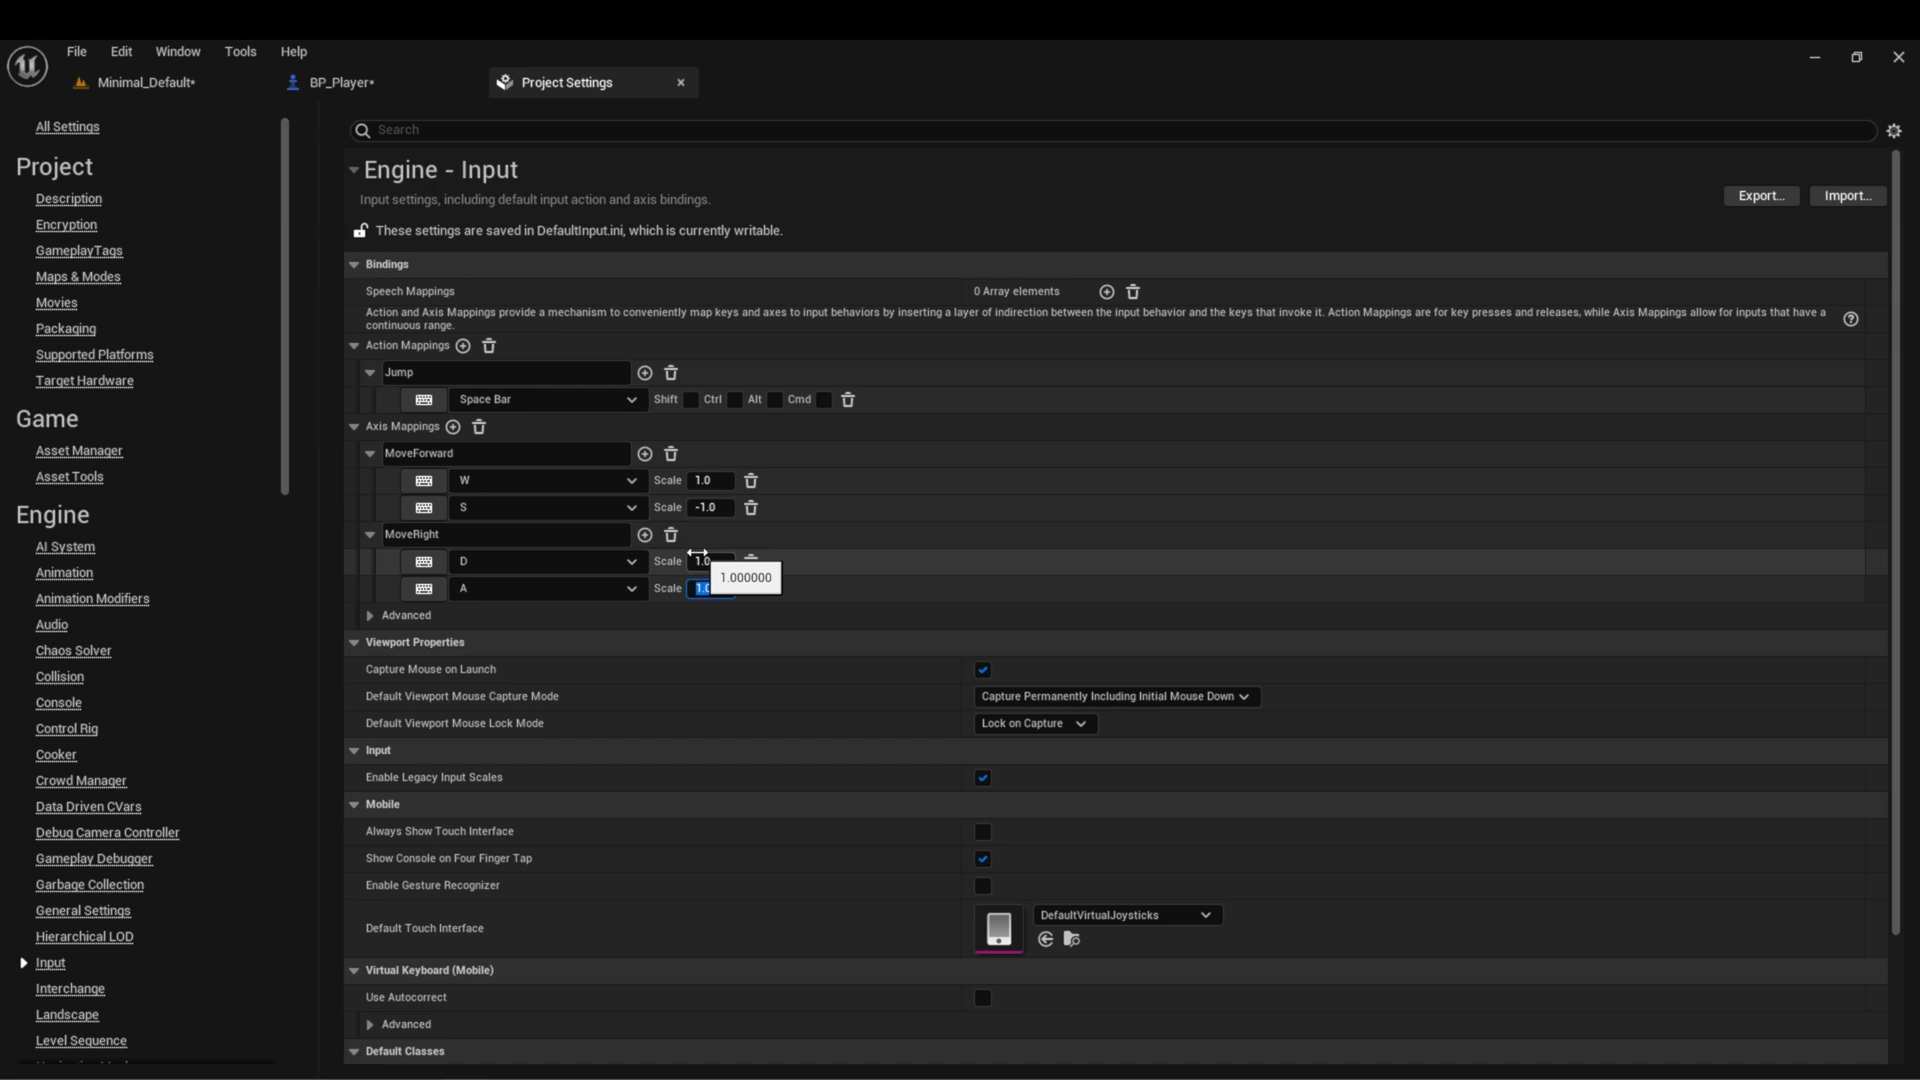 File Edit Window Tools Help
Minimal_Default* BP_Player* Project Settings
All Settings
Project
Description
Encryption
GameplayTags
Maps & Modes
Movies
Packaging
Supported Platforms
Target Hardware
Game
Asset Manager
Asset Tools
Engine
AI System
Animation
Animation Modifiers
Audio
Chaos Solver
Collision
Console
Control Rig
Cooker
Crowd Manager
Data Driven CVars
Debug Camera Controller
Gameplay Debugger
Garbage Collection
General Settings
Hierarchical LOD
Input
Interchange
Landscape
Level Sequence
Search
Engine - Input
Input settings, including default input action and axis bindings.
Export... Import...
These settings are saved in DefaultInput.ini, which is currently writable.
Bindings
Speech Mappings 0 Array elements
Action and Axis Mappings provide a mechanism to conveniently map keys and axes to input behaviors by inserting a layer of indirection between the input behavior and the keys that invoke it. Action Mappings are for key presses and releases, while Axis Mappings allow for inputs that have a
continuous range.
Action Mappings
Jump
Space Bar Shift Ctrl Alt Cmd
Axis Mappings
MoveForward
W Scale 1.0
S Scale -1.0
MoveRight
D Scale 1.0
1.000000
A Scale
Advanced
Viewport Properties
Capture Mouse on Launch
Default Viewport Mouse Capture Mode Capture Permanently Including Initial Mouse Down
Default Viewport Mouse Lock Mode Lock on Capture
Input
Enable Legacy Input Scales
Mobile
Always Show Touch Interface
Show Console on Four Finger Tap
Enable Gesture Recognizer
Default Touch Interface DefaultVirtualJoysticks
Virtual Keyboard (Mobile)
Use Autocorrect
Advanced
Default Classes